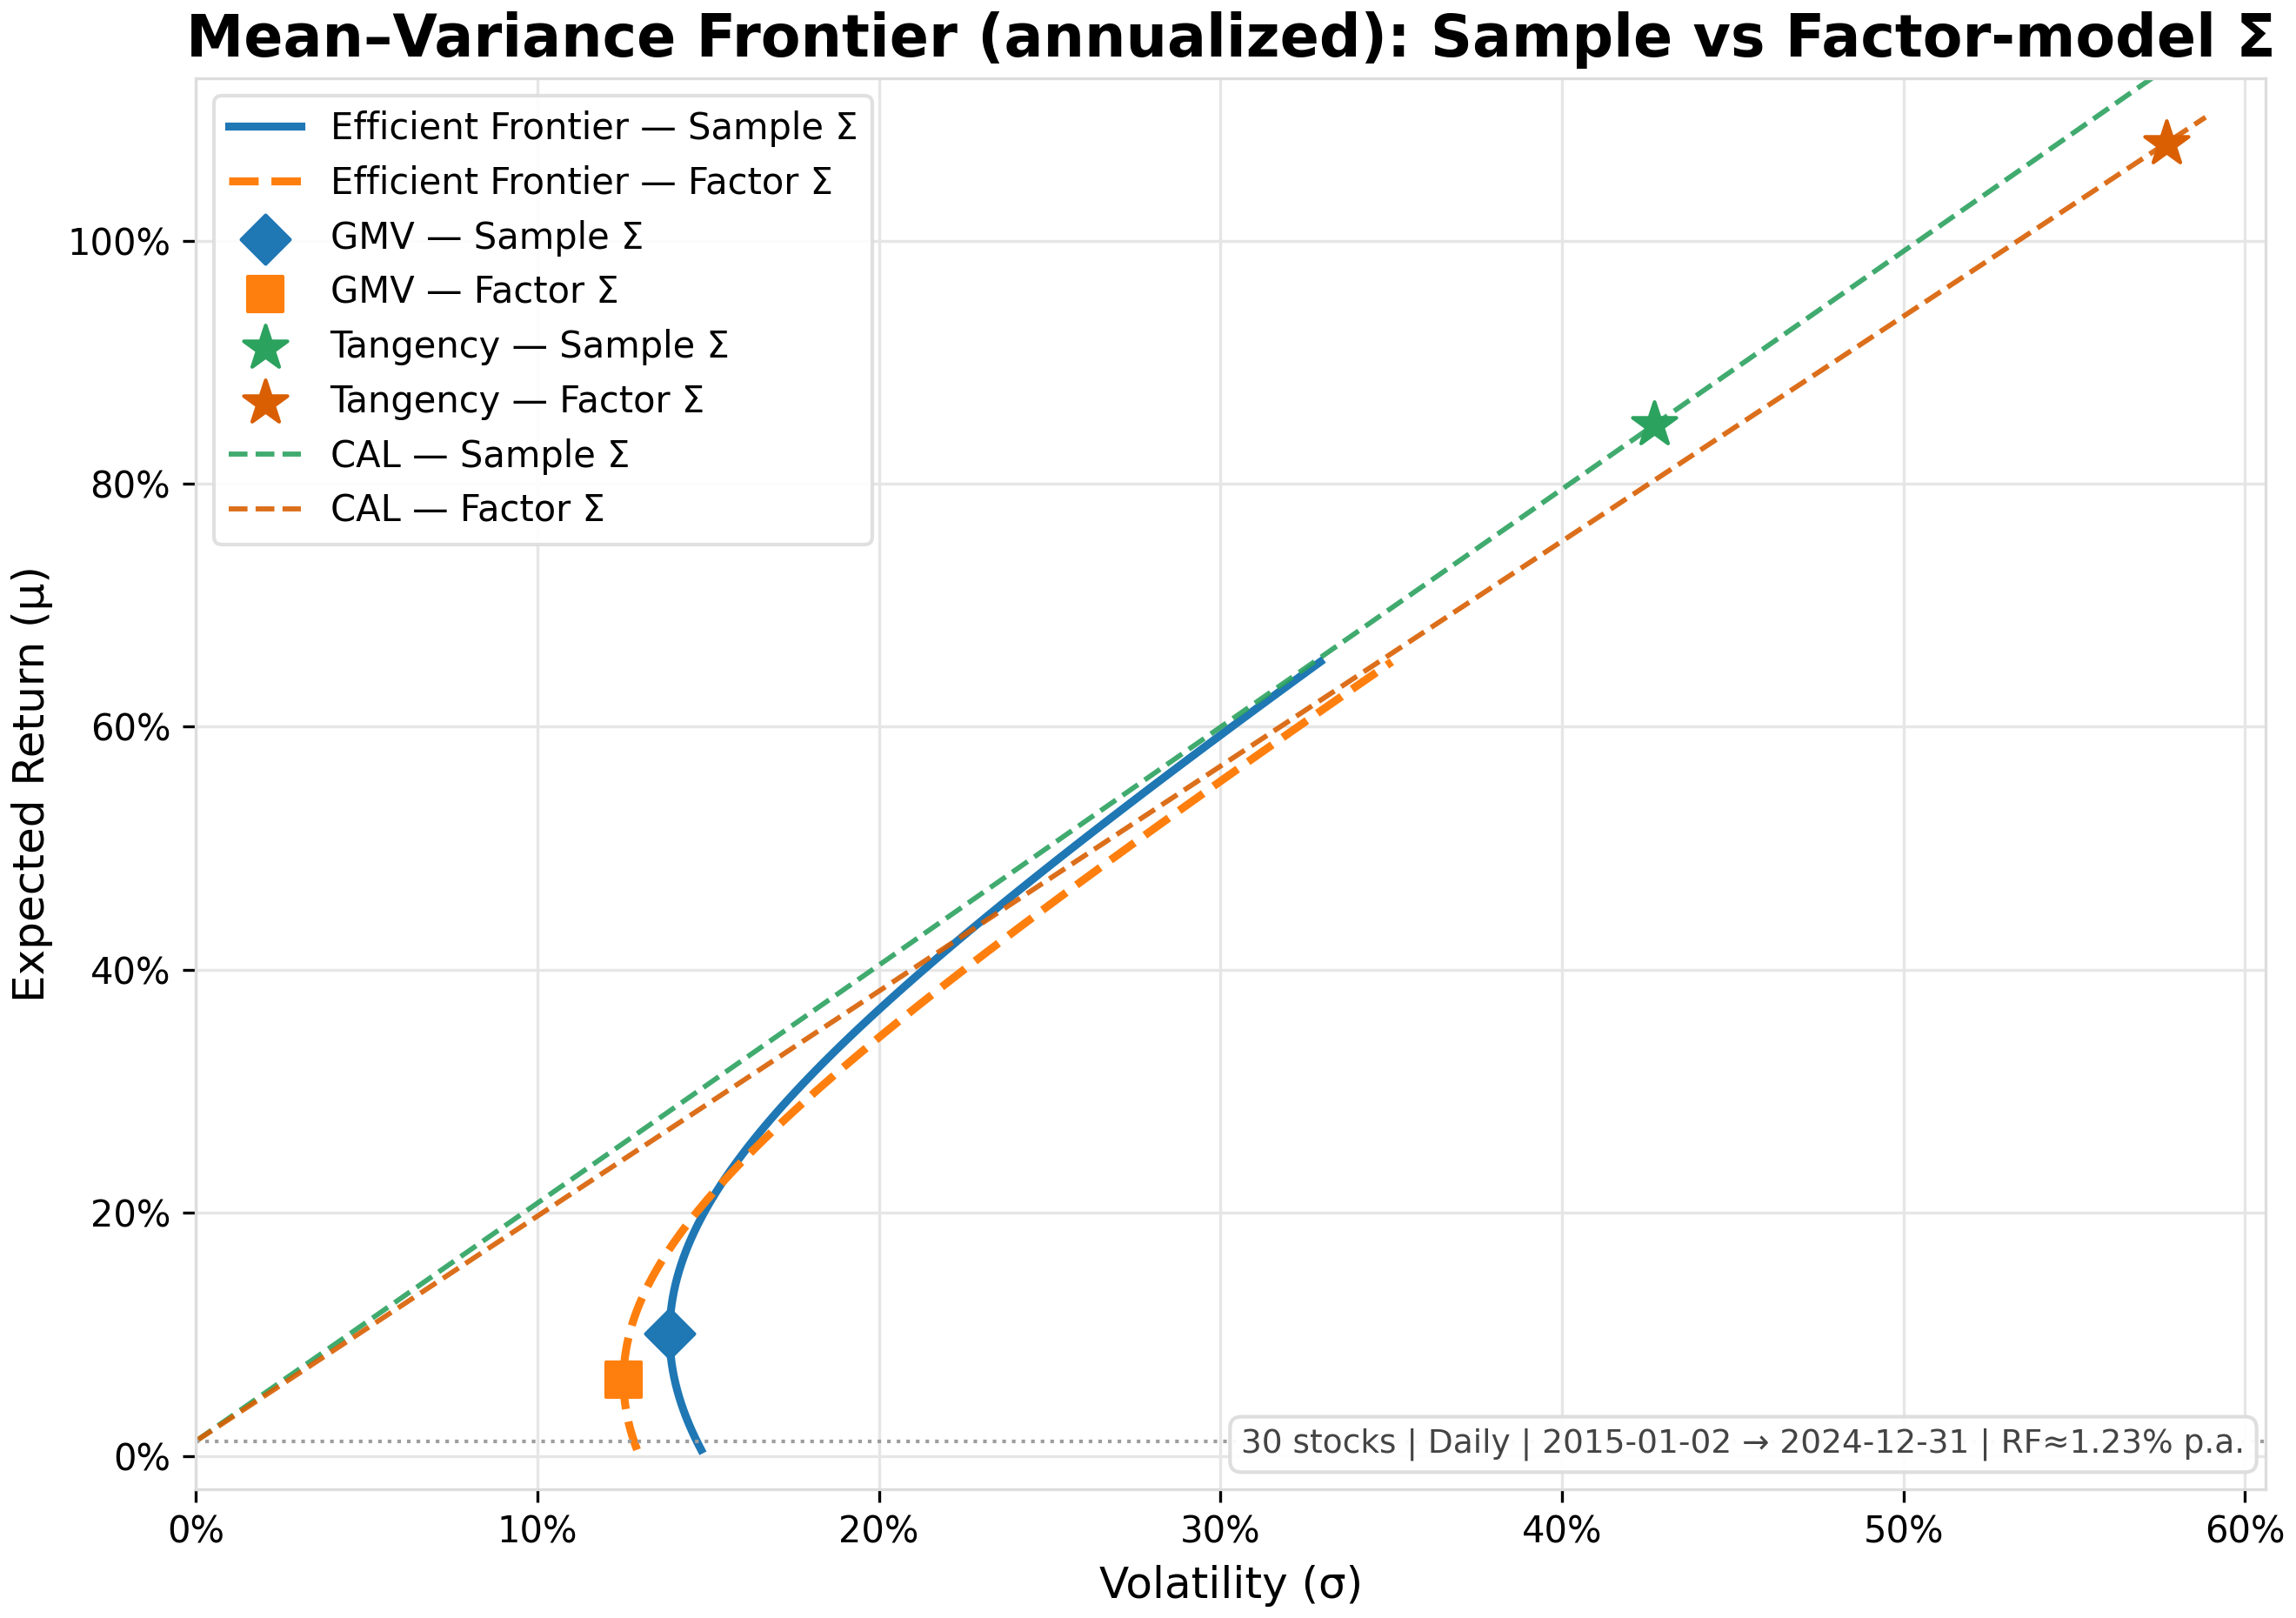 Mean–Variance Frontier (annualized): Sample vs Factor-model Σ
Efficient Frontier — Sample Σ
Efficient Frontier — Factor Σ
GMV — Sample Σ
GMV — Factor Σ
Tangency — Sample Σ
Tangency — Factor Σ
CAL — Sample Σ
CAL — Factor Σ
Expected Return (μ)
100%
80%
60%
40%
20%
0%
30 stocks | Daily | 2015-01-02 → 2024-12-31 | RF≈1.23% p.a.
0%
10%
20%
30%
40%
50%
60%
Volatility (σ)